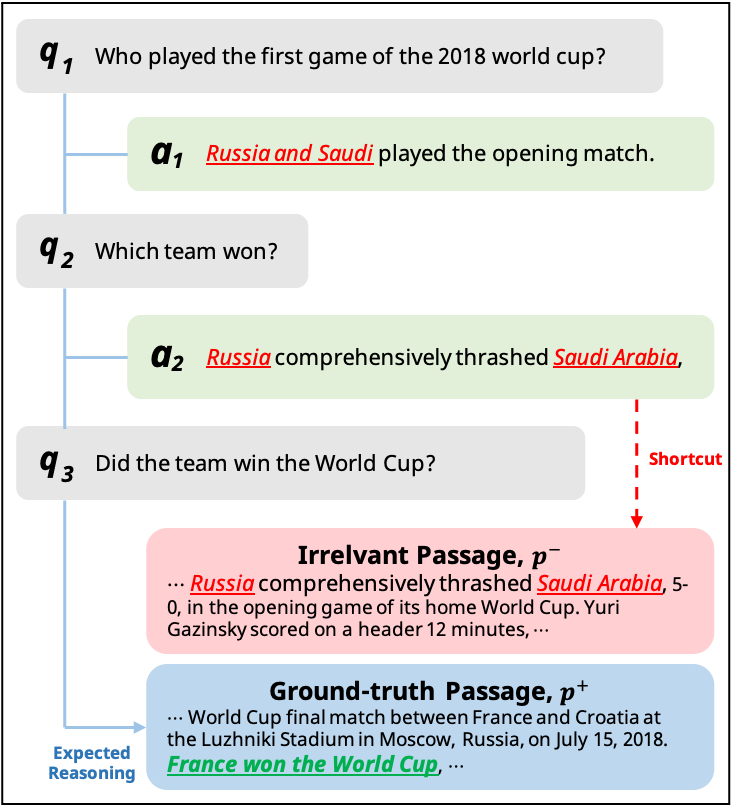 q1 Who played the first game of the 2018 world cup?
a1 Russia and Saudi played the opening match.
q2 Which team won?
a2 Russia comprehensively thrashed Saudi Arabia,
q3 Did the team win the World Cup?
Shortcut
Irrelvant Passage, p−
··· Russia comprehensively thrashed Saudi Arabia, 5-
0, in the opening game of its home World Cup. Yuri
Gazinsky scored on a header 12 minutes, ···
Ground-truth Passage, p+
··· World Cup final match between France and Croatia at
the Luzhniki Stadium in Moscow, Russia, on July 15, 2018.
France won the World Cup, ···
Expected
Reasoning